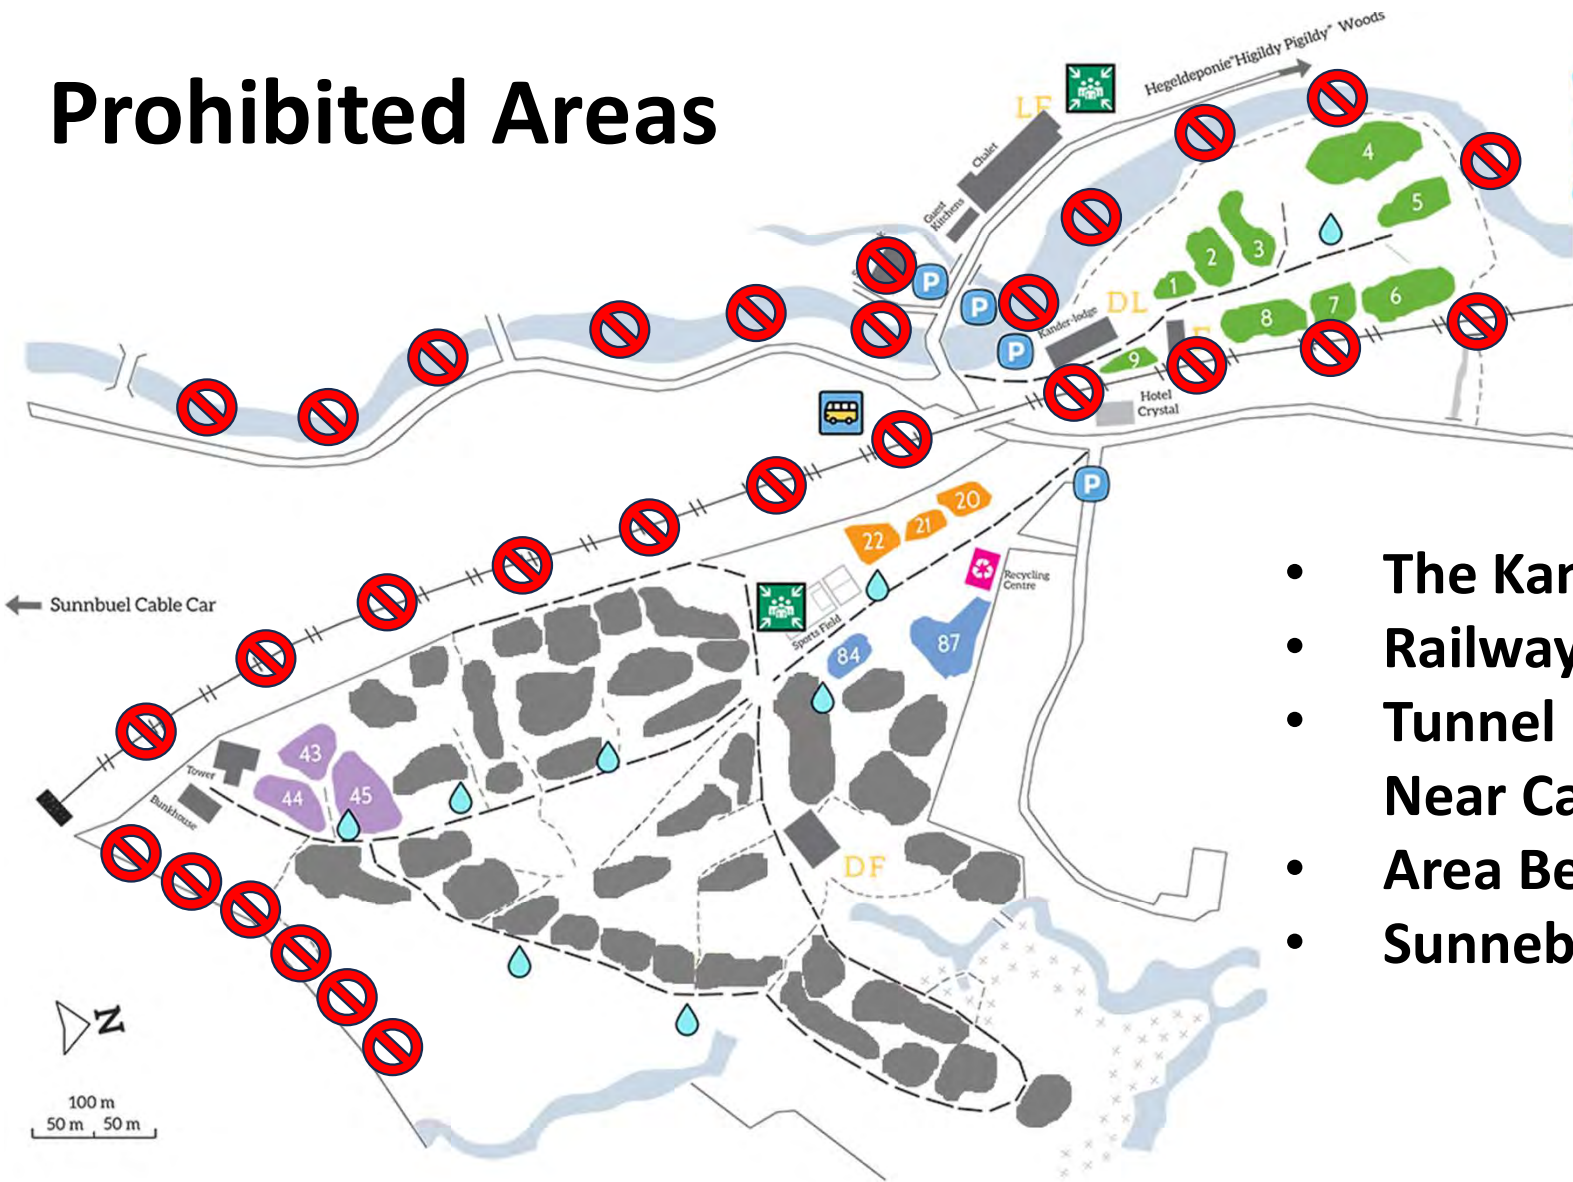 Prohibited Areas
Hegeldeponie"Higildy Pigildy" Woods
LF
Chalet
Guest
Kitchens
4
5
3
2
1
DL
P
P
P
Kander-lodge
6
7
8
9
Hotel
Crystal
P
20
21
22
Recycling
Centre
Sports Field
84
87
Sunnbuel Cable Car
43
44
45
Tower
Bunkhouse
DF
N
100 m
50 m 50 m
• The Kar
• Railway
• Tunnel
Near Ca
• Area Be
• Sunneb